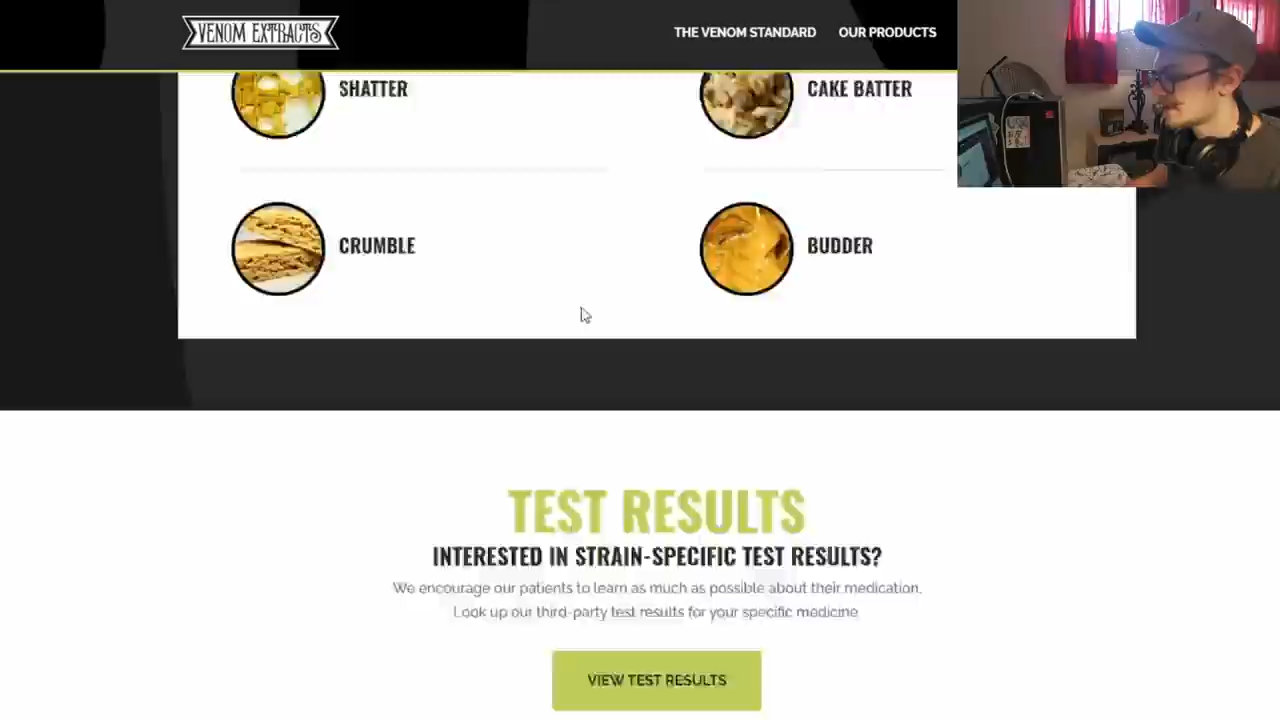 VENOM EXTRACTS
THE VENOM STANDARD
OUR PRODUCTS
SHATTER
CAKE BATTER
CRUMBLE
BUDDER
TEST RESULTS
INTERESTED IN STRAIN-SPECIFIC TEST RESULTS?
We encourage our patients to learn as much as possible about their medication.
Look up our third-party test results for your specific medicine
VIEW TEST RESULTS